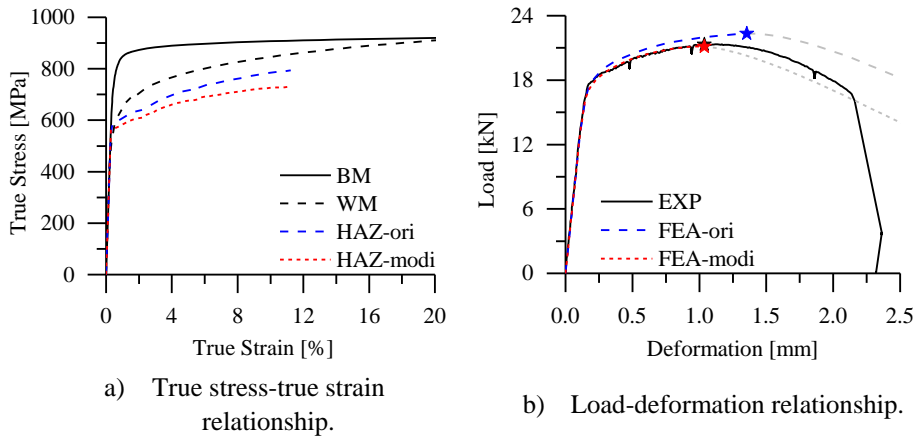 1000
800
600
400
200
0
True Stress [MPa]
BM
WM
HAZ-ori
HAZ-modi
0 4 8 12 16 20
True Strain [%]
a) True stress-true strain
relationship.
24
18
12
6
0
Load [kN]
EXP
FEA-ori
FEA-modi
0.0 0.5 1.0 1.5 2.0 2.5
Deformation [mm]
b) Load-deformation relationship.